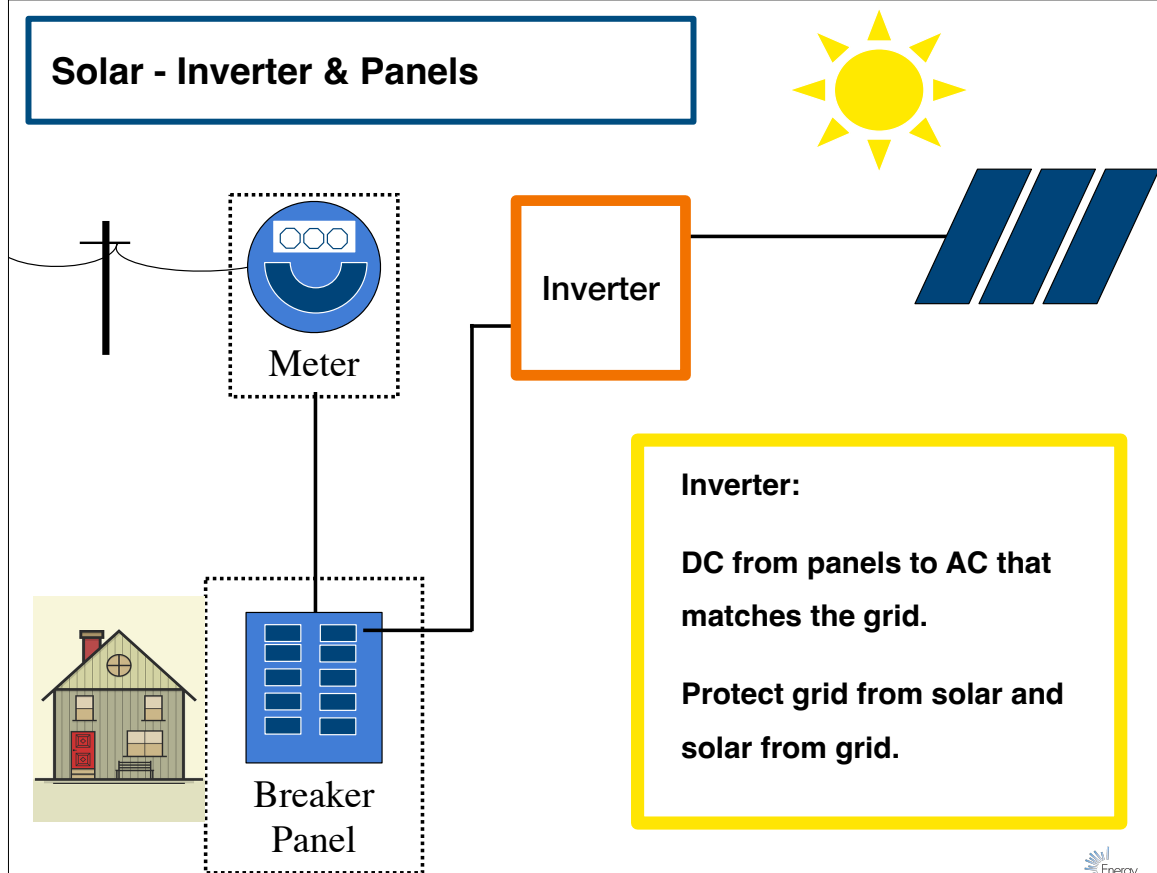 Solar - Inverter & Panels
Meter
Inverter
Inverter:
DC from panels to AC that
matches the grid.
Protect grid from solar and
solar from grid.
Breaker
Panel
Energy